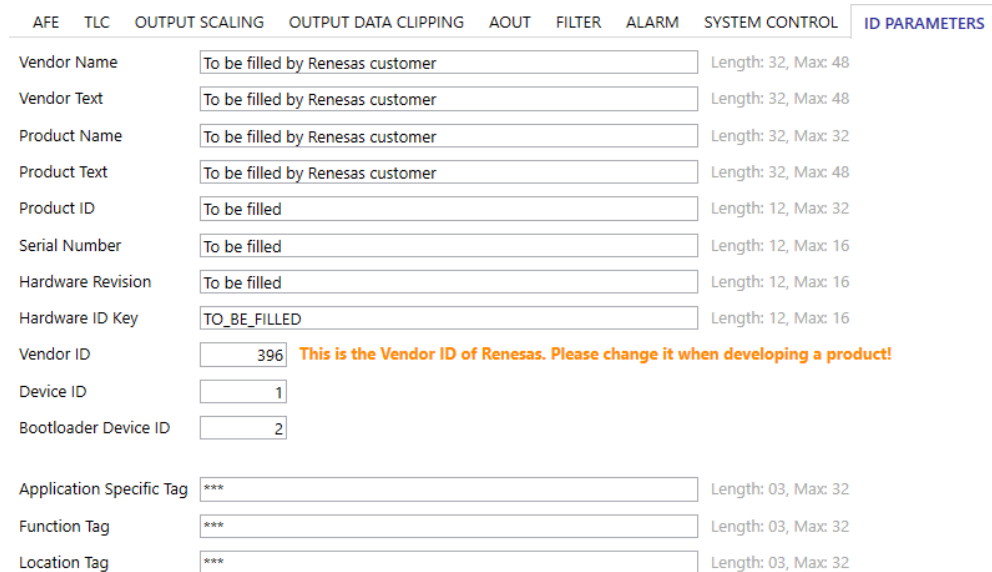 AFE TLC OUTPUT SCALING OUTPUT DATA CLIPPING AOUT FILTER ALARM SYSTEM CONTROL ID PARAMETERS
Vendor Name To be filled by Renesas customer Length: 32, Max: 48
Vendor Text To be filled by Renesas customer Length: 32, Max: 48
Product Name To be filled by Renesas customer Length: 32, Max: 32
Product Text To be filled by Renesas customer Length: 32, Max: 48
Product ID To be filled Length: 12, Max: 32
Serial Number To be filled Length: 12, Max: 16
Hardware Revision To be filled Length: 12, Max: 16
Hardware ID Key TO_BE_FILLED Length: 12, Max: 16
Vendor ID 396 This is the Vendor ID of Renesas. Please change it when developing a product!
Device ID 1
Bootloader Device ID 2
Application Specific Tag *** Length: 03, Max: 32
Function Tag *** Length: 03, Max: 32
Location Tag *** Length: 03, Max: 32